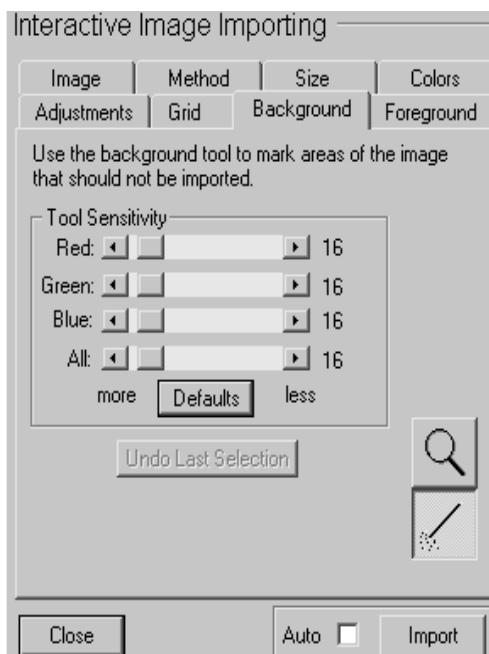 Interactive Image Importing
Image Method Size Colors
Adjustments Grid Background Foreground
Use the background tool to mark areas of the image
that should not be imported.
Tool Sensitivity
Red: 16
Green: 16
Blue: 16
All: 16
more Defaults less
Undo Last Selection
Close Auto Import